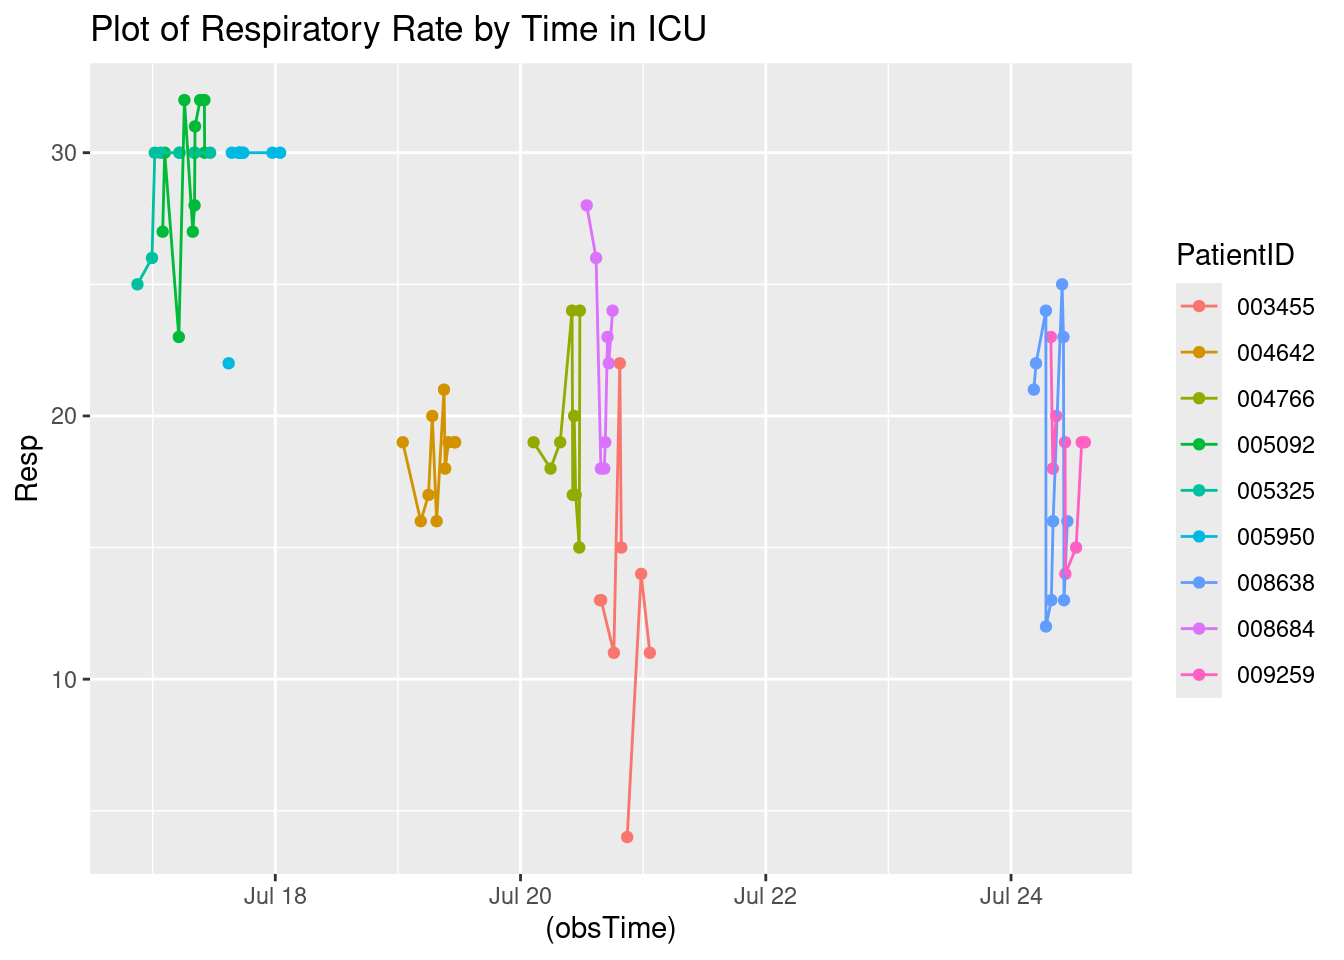 Plot of Respiratory Rate by Time in ICU
30
20
10
Resp
Jul 18
Jul 20
Jul 22
Jul 24
(obsTime)
PatientID
003455
004642
004766
005092
005325
005950
008638
008684
009259